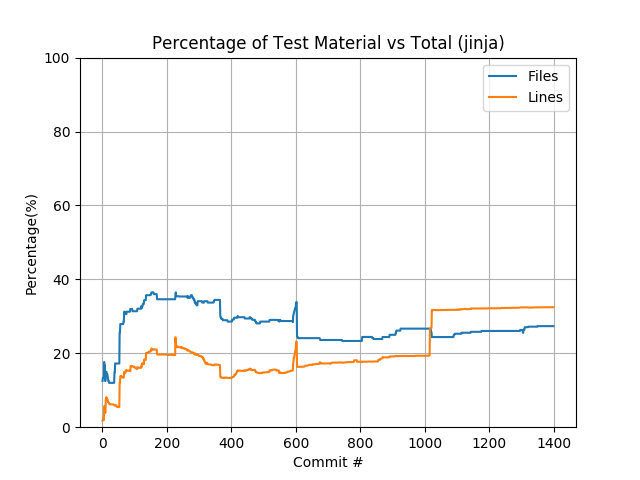 Percentage of Test Material vs Total (jinja)
Files
Lines
Percentage(%)
100
80
60
40
20
0
0 200 400 600 800 1000 1200 1400
Commit #